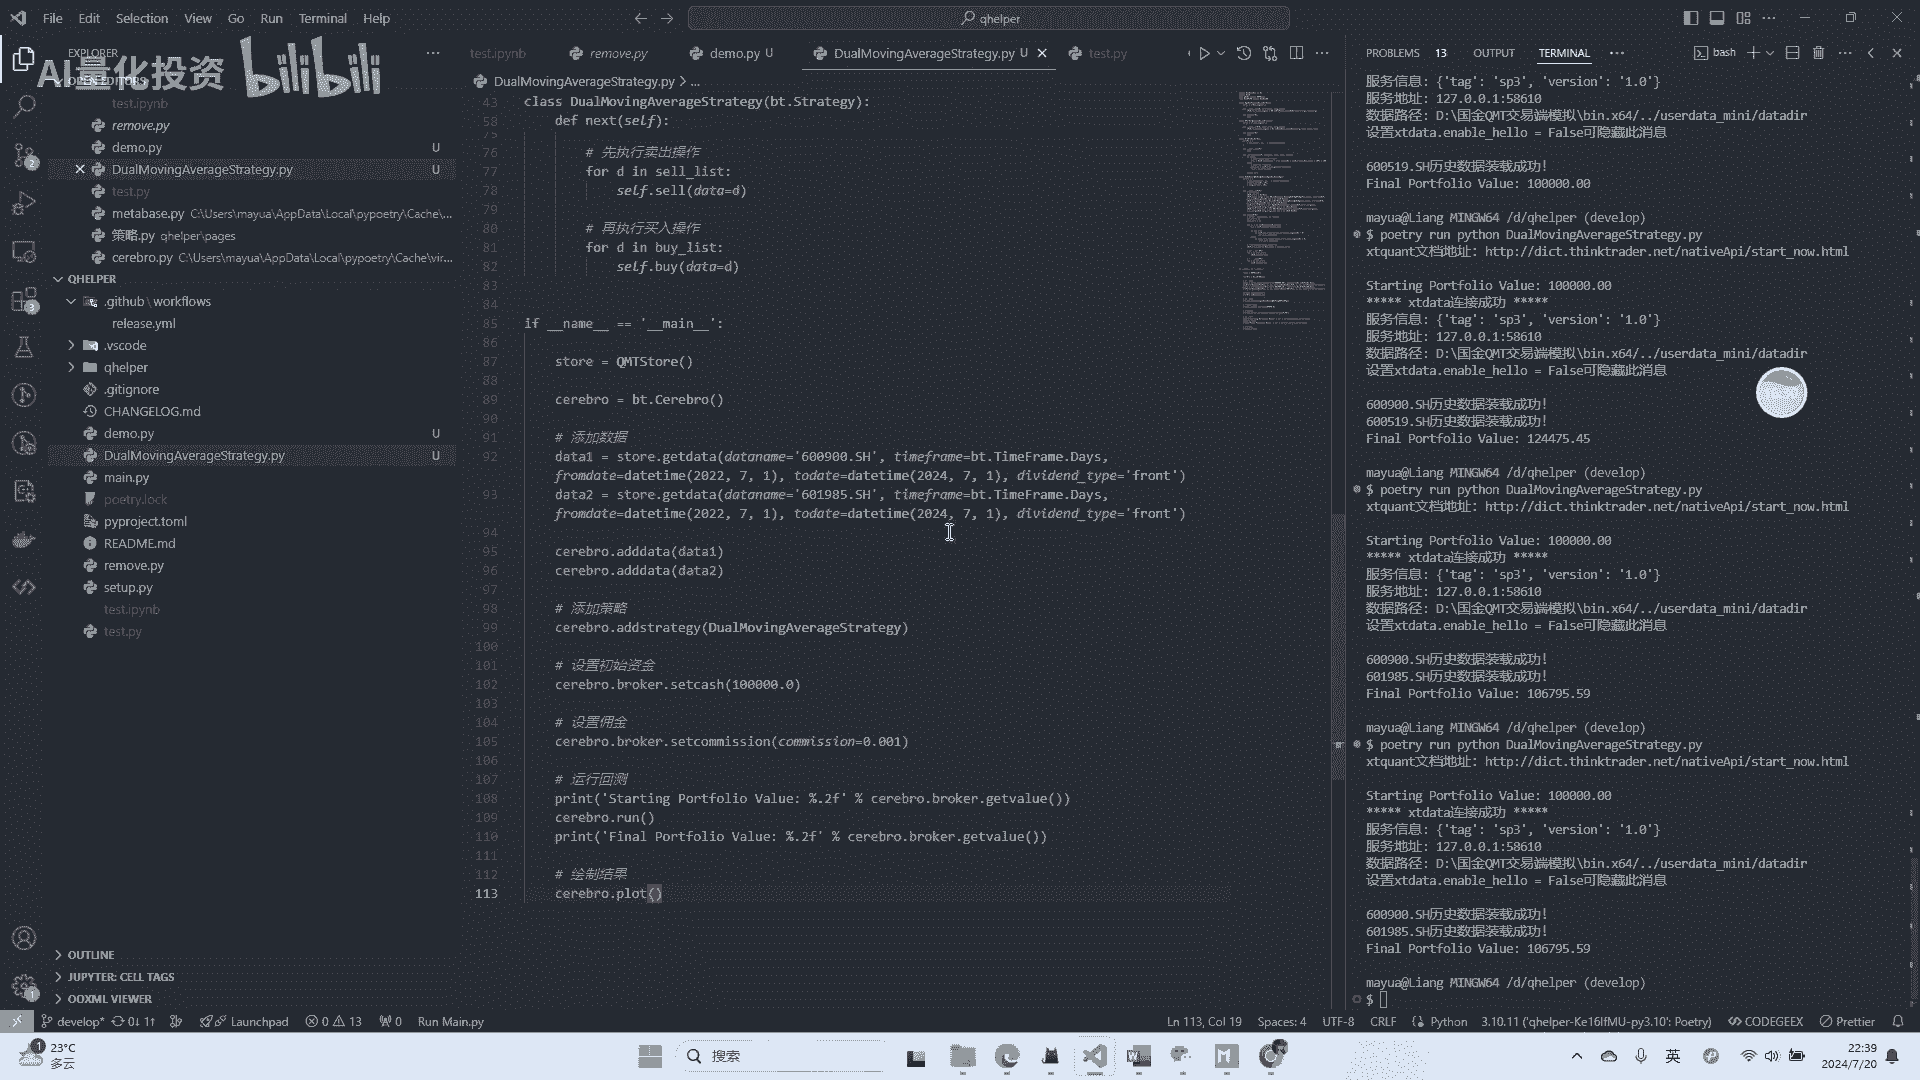 File Edit Selection View Go Run Terminal Help
qhelper
AI量化投资 bilibili
EXPLORER
OPEN EDITORS
test.ipynb
remove.py
demo.py U
DualMovingAverageStrategy.py U
test.py
metabase.py C:\Users\mayua\AppData\Local\pypoetry\Cache\...
策略.py qhelper\pages
cerebro.py C:\Users\mayua\AppData\Local\pypoetry\Cache\vir...
QHELPER
.github\workflows
release.yml
.vscode
qhelper
.gitignore
CHANGELOG.md
demo.py U
DualMovingAverageStrategy.py U
main.py
poetry.lock
pyproject.toml
README.md
remove.py
setup.py
test.ipynb
test.py
OUTLINE
JUPYTER: CELL TAGS
OOXML VIEWER
test.ipynb remove.py demo.py U DualMovingAverageStrategy.py U test.py
DualMovingAverageStrategy.py > ...
43 class DualMovingAverageStrategy(bt.Strategy):
58 def next(self):
75
76 # 先执行卖出操作
77 for d in sell_list:
78 self.sell(data=d)
79
80 # 再执行买入操作
81 for d in buy_list:
82 self.buy(data=d)
83
84
85 if __name__ == '__main__':
86
87 store = QMTStore()
88
89 cerebro = bt.Cerebro()
90
91 # 添加数据
92 data1 = store.getdata(dataname='600900.SH', timeframe=bt.TimeFrame.Days,
fromdate=datetime(2022, 7, 1), todate=datetime(2024, 7, 1), dividend_type='front')
93 data2 = store.getdata(dataname='601985.SH', timeframe=bt.TimeFrame.Days,
fromdate=datetime(2022, 7, 1), todate=datetime(2024, 7, 1), dividend_type='front')
94
95 cerebro.adddata(data1)
96 cerebro.adddata(data2)
97
98 # 添加策略
99 cerebro.addstrategy(DualMovingAverageStrategy)
100
101 # 设置初始资金
102 cerebro.broker.setcash(100000.0)
103
104 # 设置佣金
105 cerebro.broker.setcommission(commission=0.001)
106
107 # 运行回测
108 print('Starting Portfolio Value: %.2f' % cerebro.broker.getvalue())
109 cerebro.run()
110 print('Final Portfolio Value: %.2f' % cerebro.broker.getvalue())
111
112 # 绘制结果
113 cerebro.plot()
PROBLEMS 13 OUTPUT TERMINAL
bash
服务信息: {'tag': 'sp3', 'version': '1.0'}
服务地址: 127.0.0.1:58610
数据路径: D:\国金QMT交易端模拟\bin.x64/../userdata_mini/datadir
设置xtdata.enable_hello = False可隐藏此消息
600519.SH历史数据装载成功!
Final Portfolio Value: 100000.00
mayua@Liang MINGW64 /d/qhelper (develop)
$ poetry run python DualMovingAverageStrategy.py
xtquant文档地址: http://dict.thinktrader.net/nativeApi/start_now.html
Starting Portfolio Value: 100000.00
***** xtdata连接成功 *****
服务信息: {'tag': 'sp3', 'version': '1.0'}
服务地址: 127.0.0.1:58610
数据路径: D:\国金QMT交易端模拟\bin.x64/../userdata_mini/datadir
设置xtdata.enable_hello = False可隐藏此消息
600900.SH历史数据装载成功!
600519.SH历史数据装载成功!
Final Portfolio Value: 124475.45
mayua@Liang MINGW64 /d/qhelper (develop)
$ poetry run python DualMovingAverageStrategy.py
xtquant文档地址: http://dict.thinktrader.net/nativeApi/start_now.html
Starting Portfolio Value: 100000.00
***** xtdata连接成功 *****
服务信息: {'tag': 'sp3', 'version': '1.0'}
服务地址: 127.0.0.1:58610
数据路径: D:\国金QMT交易端模拟\bin.x64/../userdata_mini/datadir
设置xtdata.enable_hello = False可隐藏此消息
600900.SH历史数据装载成功!
601985.SH历史数据装载成功!
Final Portfolio Value: 106795.59
mayua@Liang MINGW64 /d/qhelper (develop)
$ poetry run python DualMovingAverageStrategy.py
xtquant文档地址: http://dict.thinktrader.net/nativeApi/start_now.html
Starting Portfolio Value: 100000.00
***** xtdata连接成功 *****
服务信息: {'tag': 'sp3', 'version': '1.0'}
服务地址: 127.0.0.1:58610
数据路径: D:\国金QMT交易端模拟\bin.x64/../userdata_mini/datadir
设置xtdata.enable_hello = False可隐藏此消息
600900.SH历史数据装载成功!
601985.SH历史数据装载成功!
Final Portfolio Value: 106795.59
mayua@Liang MINGW64 /d/qhelper (develop)
$
develop* 0↓ 1↑ Launchpad 0 13 0 Run Main.py
Ln 113, Col 19 Spaces: 4 UTF-8 CRLF Python 3.10.11 ('qhelper-Ke16lfMU-py3.10': Poetry) CODEGEEX Prettier
23°C
多云
搜索
英
22:39
2024/7/20